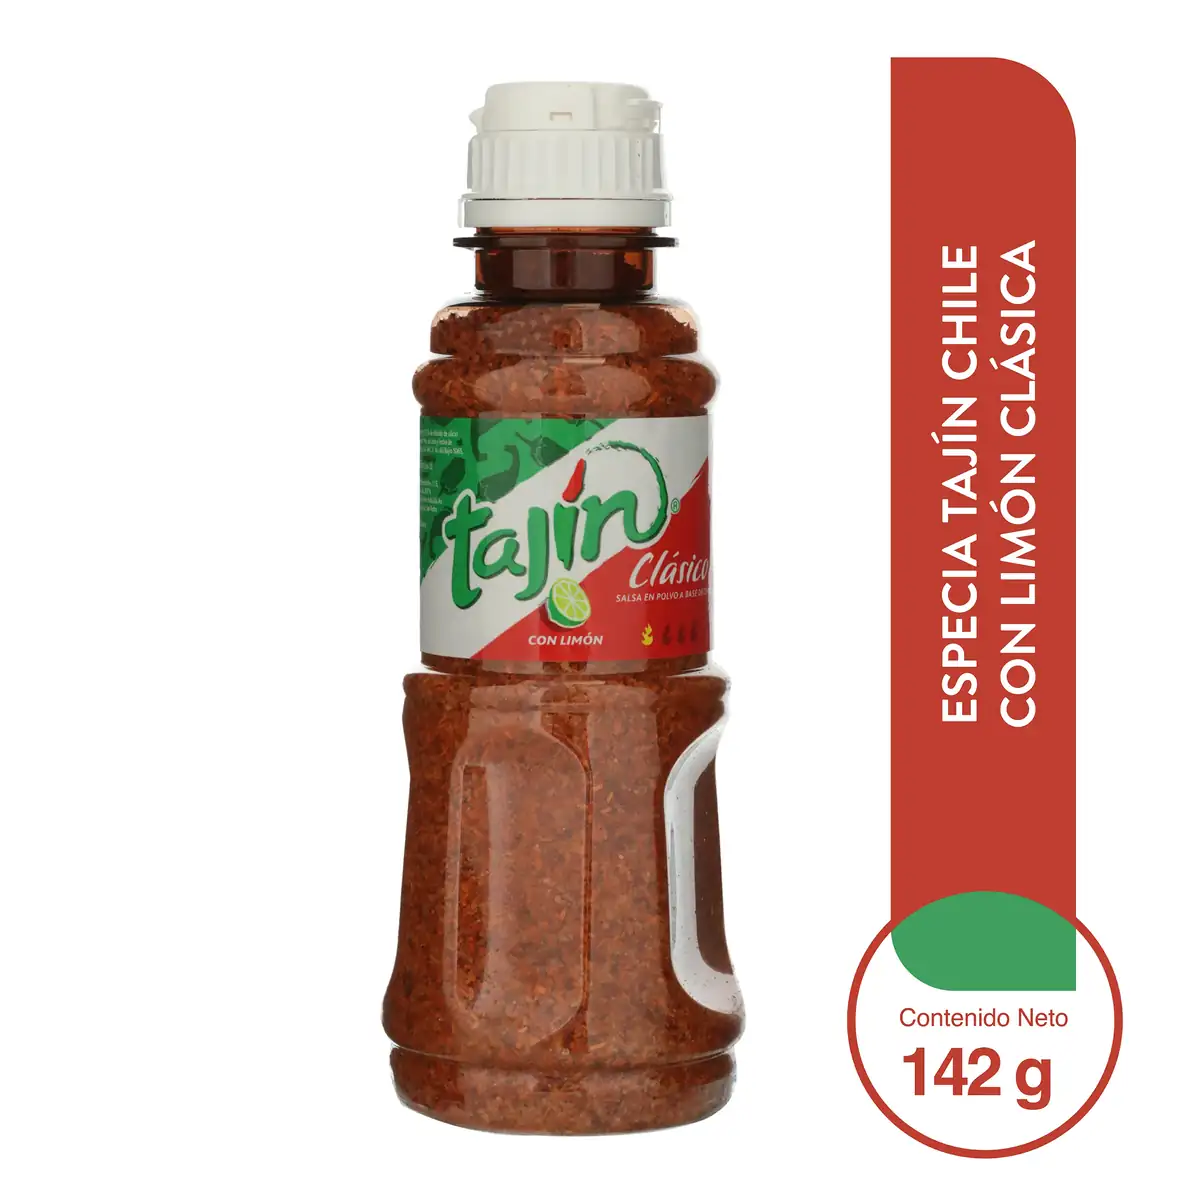 tajín®
Clásico
SALSA EN POLVO A BASE DE
CON LIMÓN
ESPECIA TAJÍN CHILE
CON LIMÓN CLÁSICA
Contenido Neto
142 g